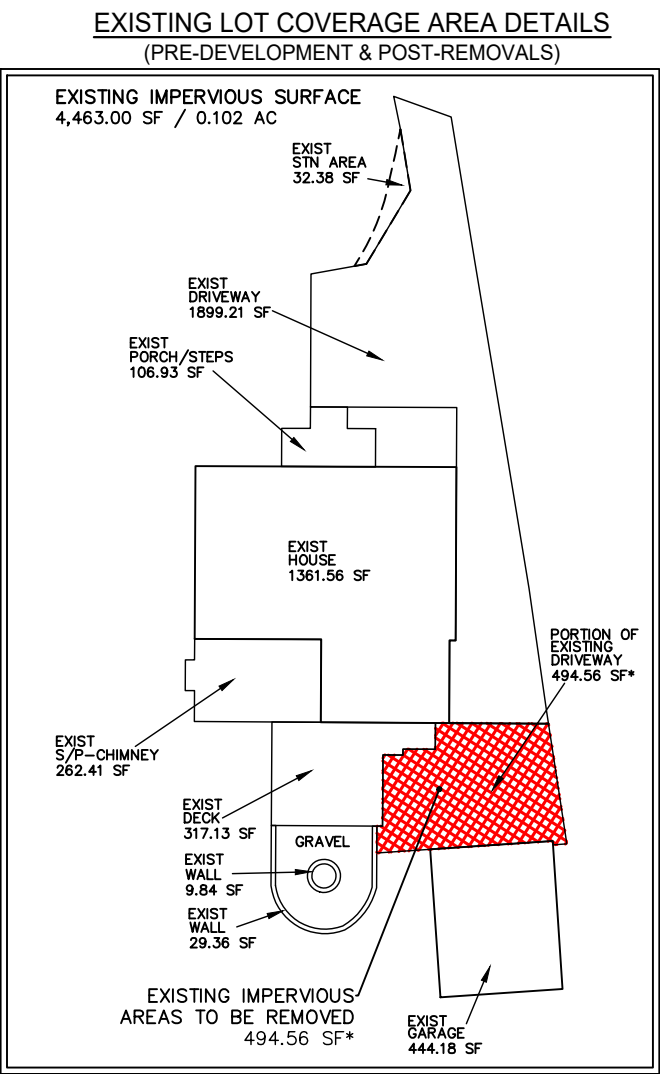 EXISTING LOT COVERAGE AREA DETAILS
(PRE-DEVELOPMENT & POST-REMOVALS)
EXISTING IMPERVIOUS SURFACE
4,463.00 SF / 0.102 AC
EXIST
STN AREA
32.38 SF
EXIST
DRIVEWAY
1899.21 SF
EXIST
PORCH/STEPS
106.93 SF
EXIST
HOUSE
1361.56 SF
PORTION OF
EXISTING
DRIVEWAY
494.56 SF*
EXIST
S/P-CHIMNEY
262.41 SF
EXIST
DECK
317.13 SF
GRAVEL
EXIST
WALL
9.84 SF
EXIST
WALL
29.36 SF
EXISTING IMPERVIOUS
AREAS TO BE REMOVED
494.56 SF*
EXIST
GARAGE
444.18 SF